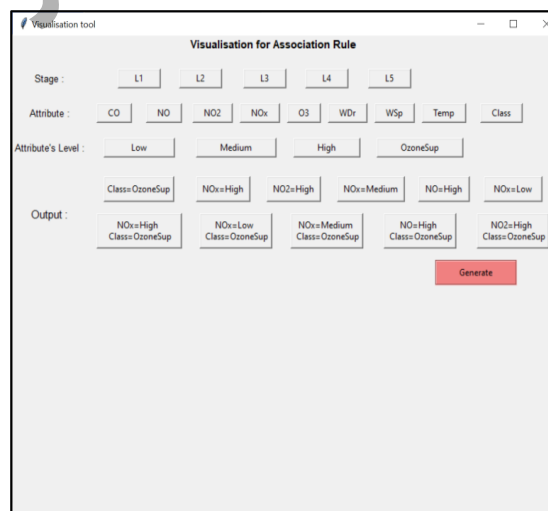 Visualisation tool
Visualisation for Association Rule
Stage : L1 L2 L3 L4 L5
Attribute : CO NO NO2 NOx O3 WDr WSp Temp Class
Attribute's Level : Low Medium High OzoneSup
Output :
Class=OzoneSup NOx=High NO2=High NOx=Medium NO=High NOx=Low
NOx=High Class=OzoneSup
NOx=Low Class=OzoneSup
NOx=Medium Class=OzoneSup
NO=High Class=OzoneSup
NO2=High Class=OzoneSup
Generate